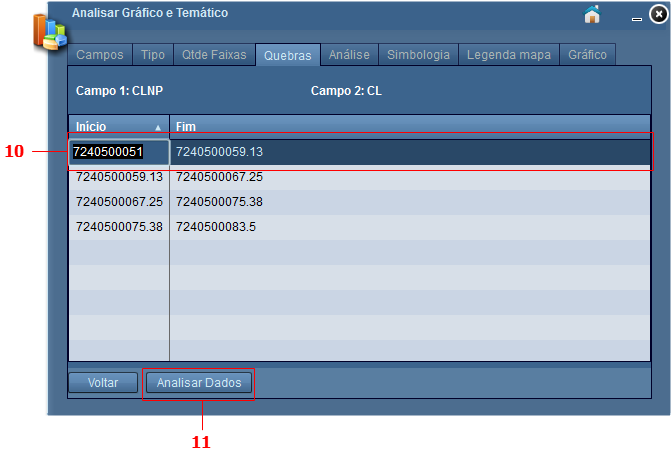 Analisar Gráfico e Temático
Campos Tipo Qtde Faixas Quebras Análise Simbologia Legenda mapa Gráfico
Campo 1: CLNP Campo 2: CL
Início Fim
10 7240500051 7240500059.13
7240500059.13 7240500067.25
7240500067.25 7240500075.38
7240500075.38 7240500083.5
Voltar Analisar Dados
11